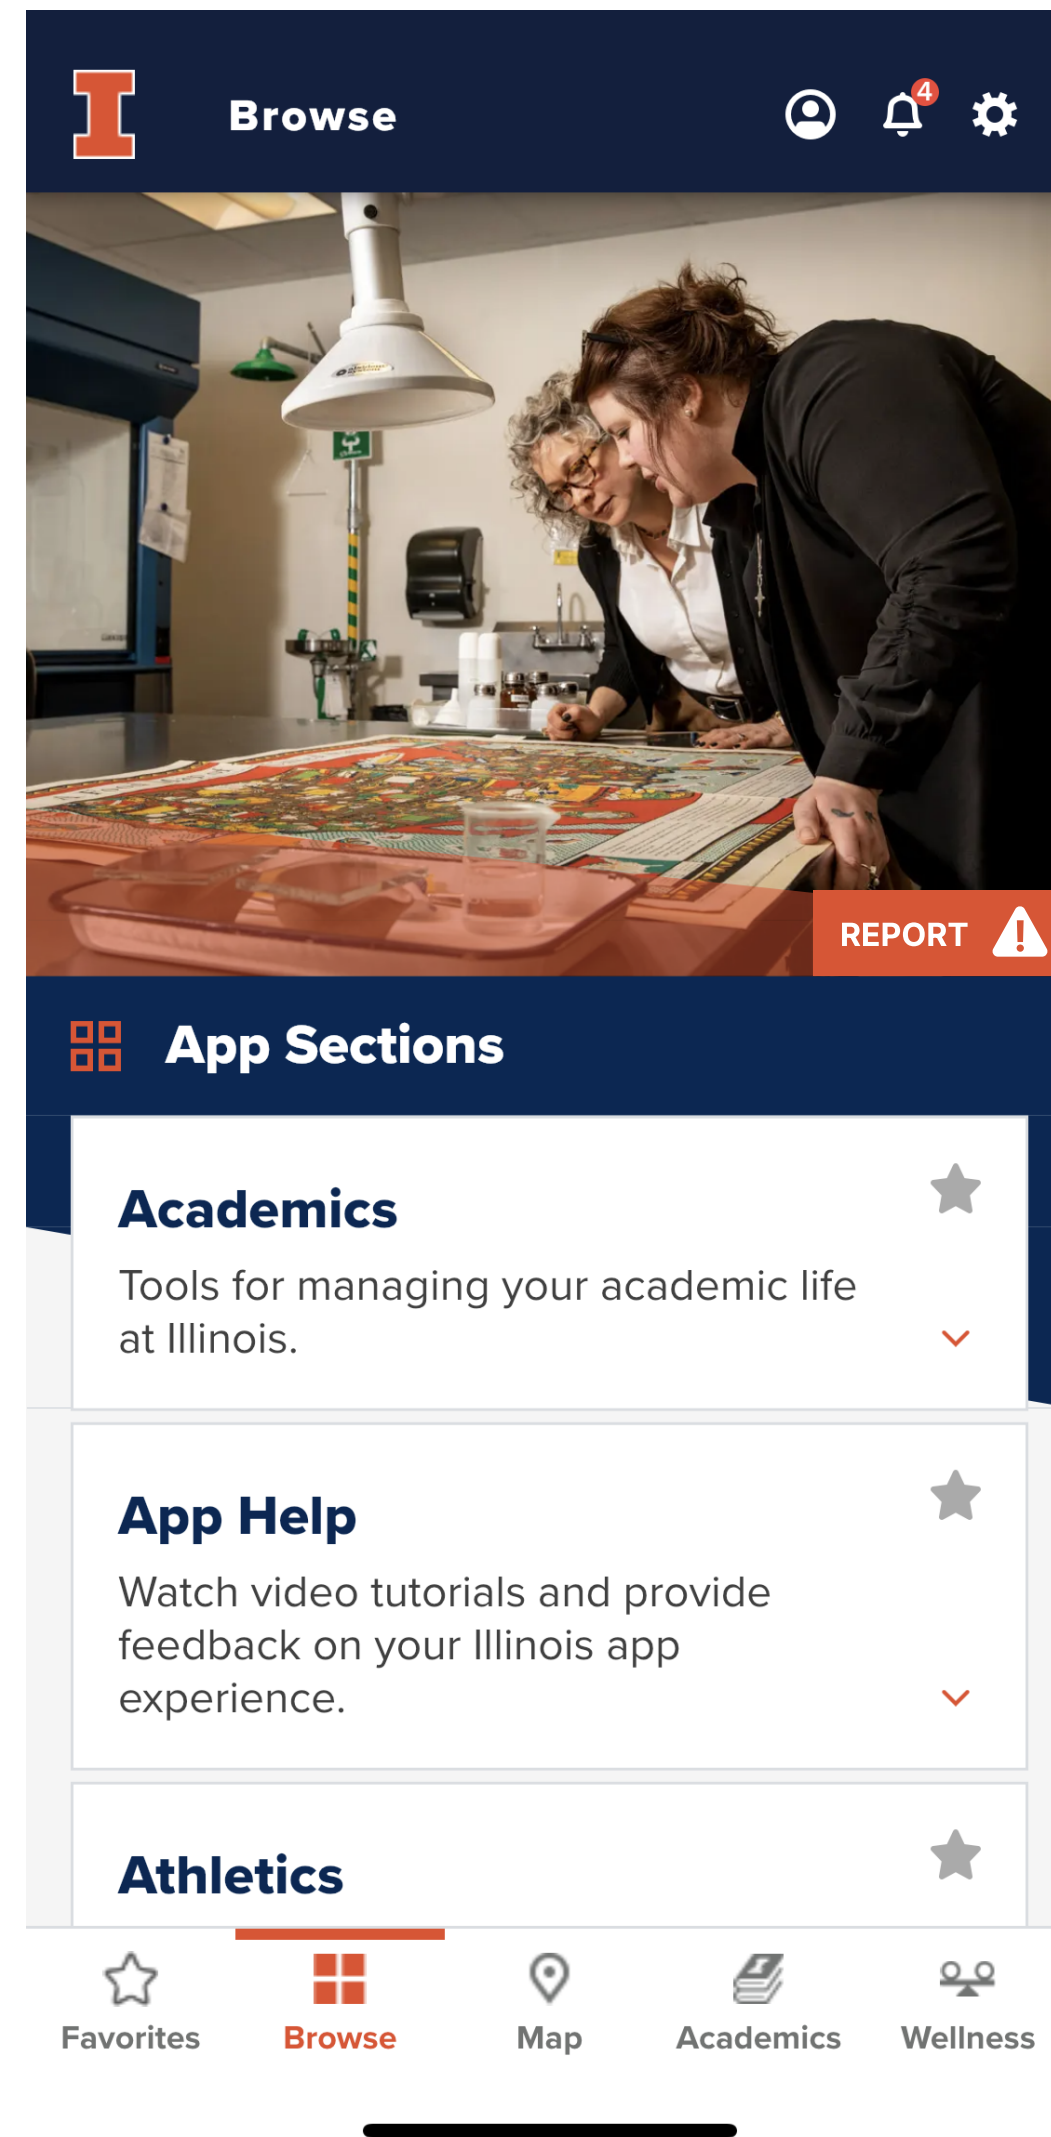 Browse
4
REPORT
App Sections
Academics
Tools for managing your academic life
at Illinois.
App Help
Watch video tutorials and provide
feedback on your Illinois app
experience.
Athletics
Favorites
Browse
Map
Academics
Wellness